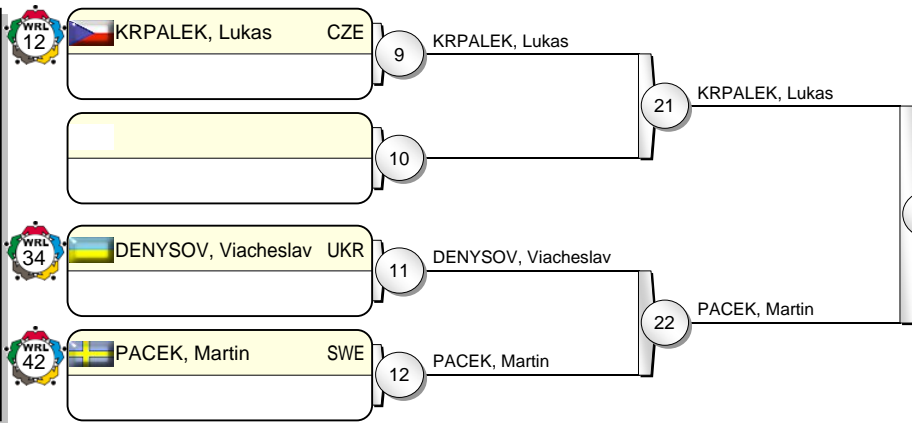 WRL
12
KRPALEK, Lukas CZE
9
KRPALEK, Lukas
21
KRPALEK, Lukas
10
WRL
34
DENYSOV, Viacheslav UKR
11
DENYSOV, Viacheslav
22
PACEK, Martin
WRL
42
PACEK, Martin SWE
12
PACEK, Martin